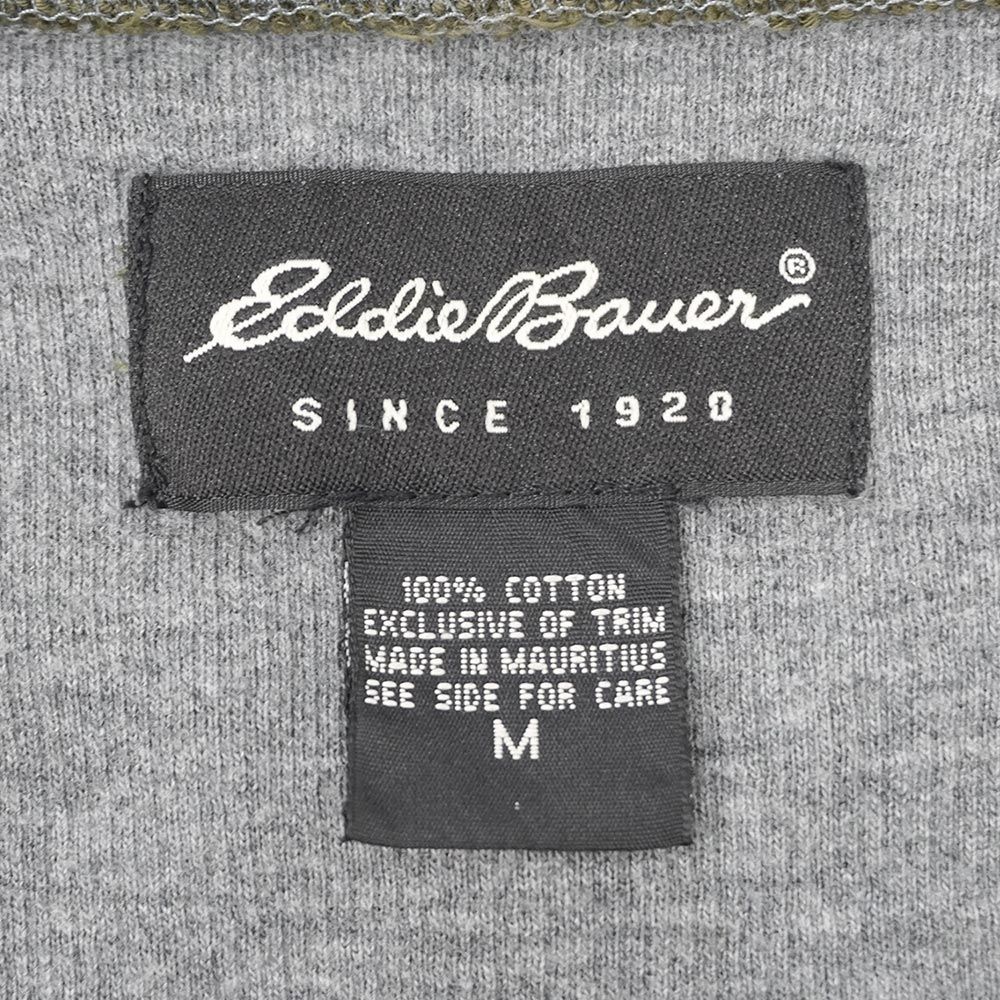 Eddie Bauer®
SINCE 1920
100% COTTON
EXCLUSIVE OF TRIM
MADE IN MAURITIUS
SEE SIDE FOR CARE
M